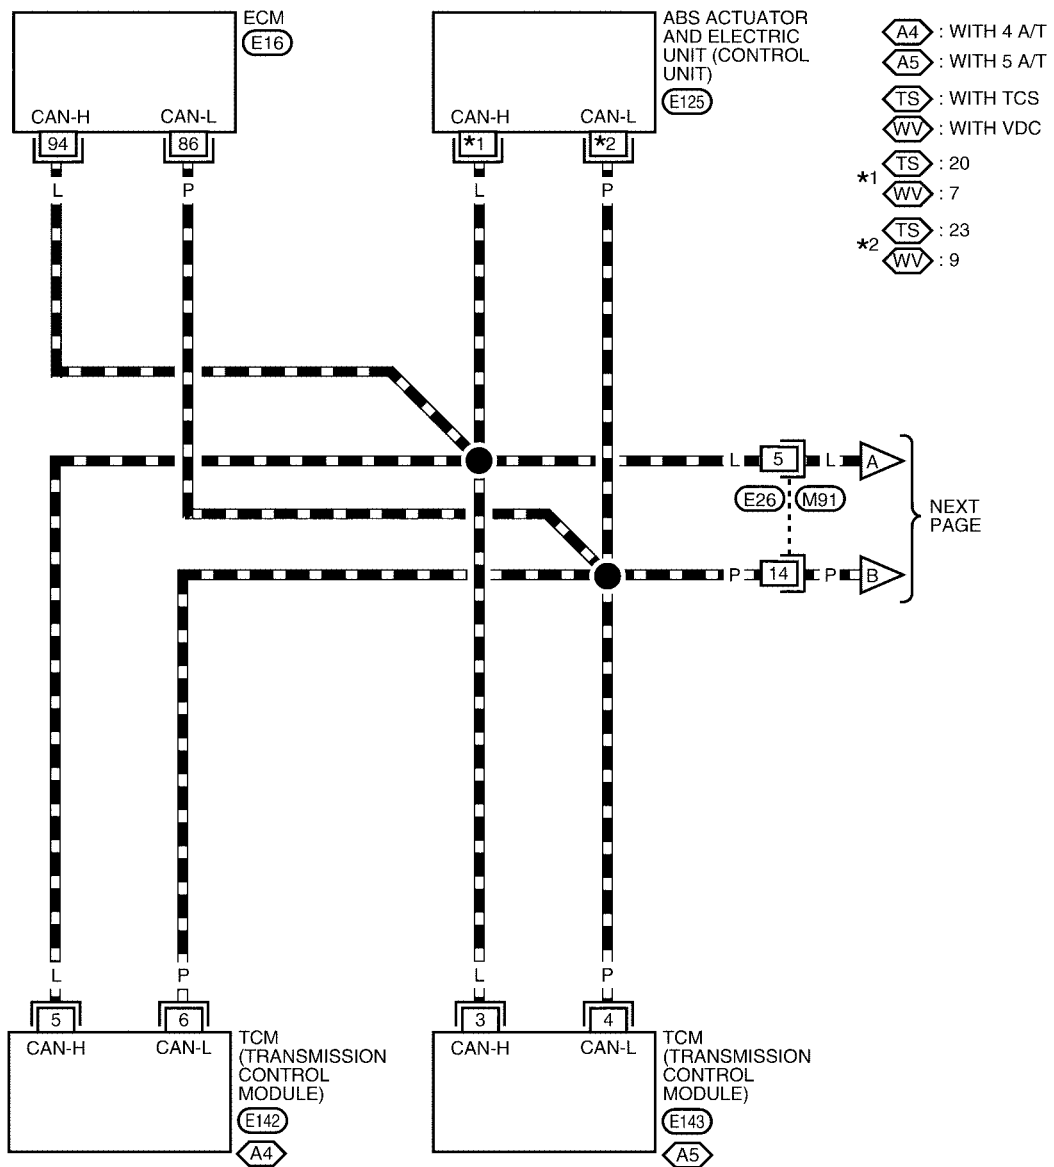 ECM
E16
CAN-H CAN-L
94 86
L P
ABS ACTUATOR
AND ELECTRIC
UNIT (CONTROL
UNIT)
E125
CAN-H CAN-L
*1 *2
L P
A4 : WITH 4 A/T
A5 : WITH 5 A/T
TS : WITH TCS
WV : WITH VDC
*1 TS : 20
WV : 7
*2 TS : 23
WV : 9
L 5 L A
E26 M91
NEXT
PAGE
P 14 P B
L P
5 6
CAN-H CAN-L
TCM
(TRANSMISSION
CONTROL
MODULE)
E142
A4
L P
3 4
CAN-H CAN-L
TCM
(TRANSMISSION
CONTROL
MODULE)
E143
A5